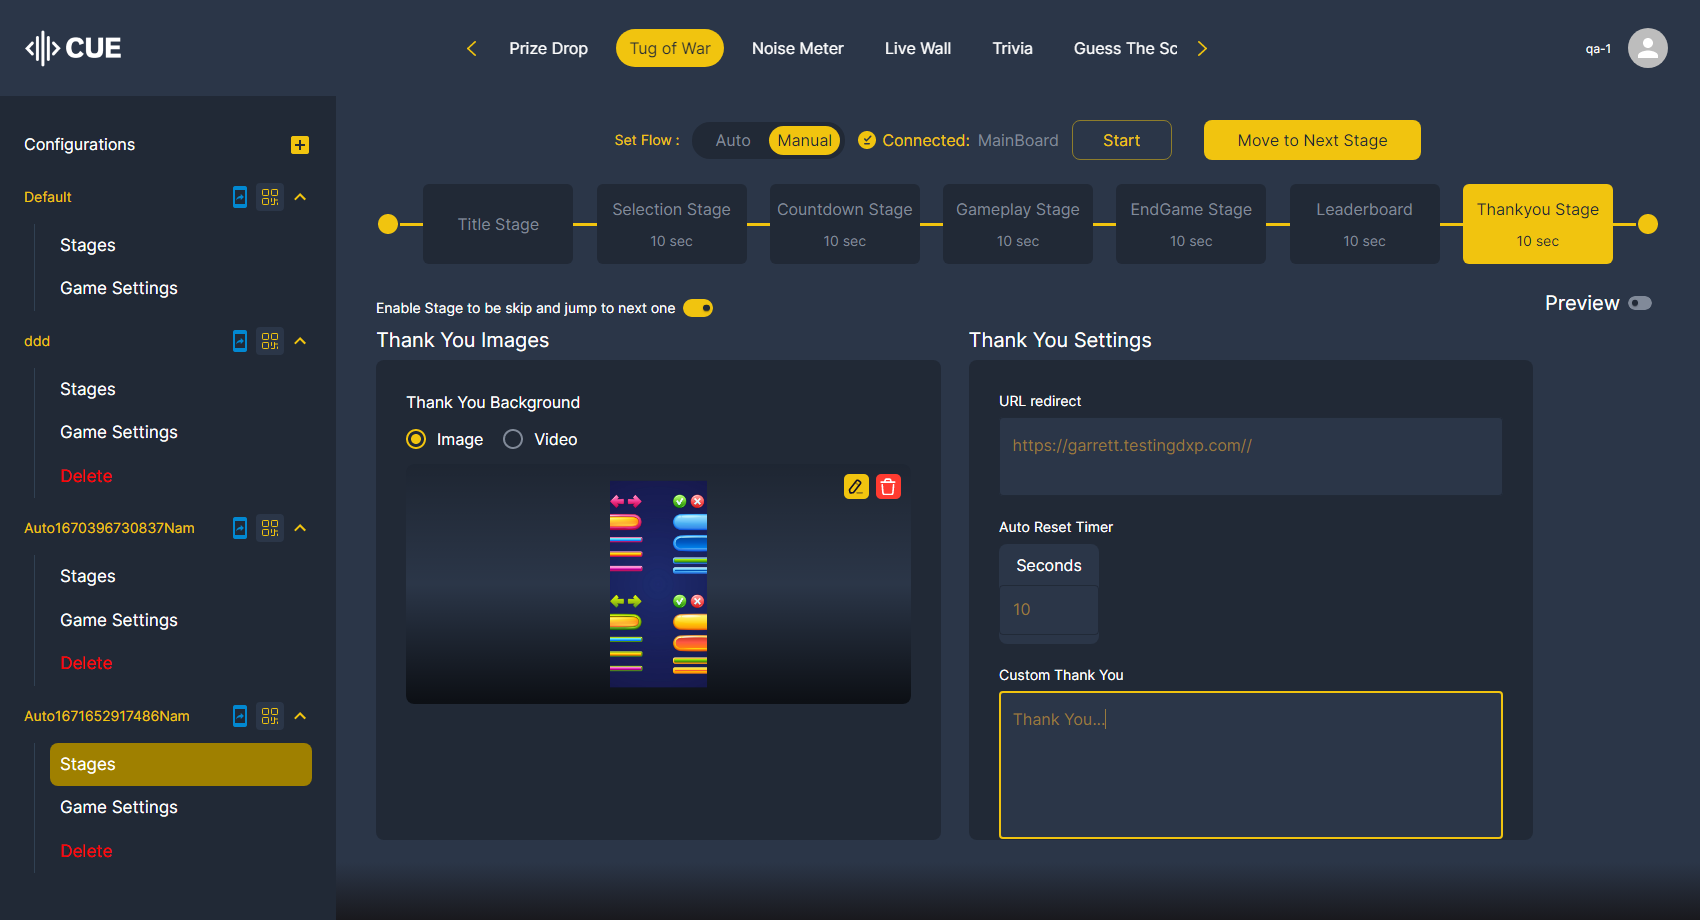 CUE
Prize Drop
Tug of War
Noise Meter
Live Wall
Trivia
Guess The Sc
qa-1
Configurations
Default
Stages
Game Settings
ddd
Stages
Game Settings
Delete
Auto1670396730837Nam
Stages
Game Settings
Delete
Auto1671652917486Nam
Stages
Game Settings
Delete
Set Flow :
Auto
Manual
Connected: MainBoard
Start
Move to Next Stage
Title Stage
Selection Stage
10 sec
Countdown Stage
10 sec
Gameplay Stage
10 sec
EndGame Stage
10 sec
Leaderboard
10 sec
Thankyou Stage
10 sec
Enable Stage to be skip and jump to next one
Preview
Thank You Images
Thank You Background
Image
Video
Thank You Settings
URL redirect
https://garrett.testingdxp.com//
Auto Reset Timer
Seconds
10
Custom Thank You
Thank You...